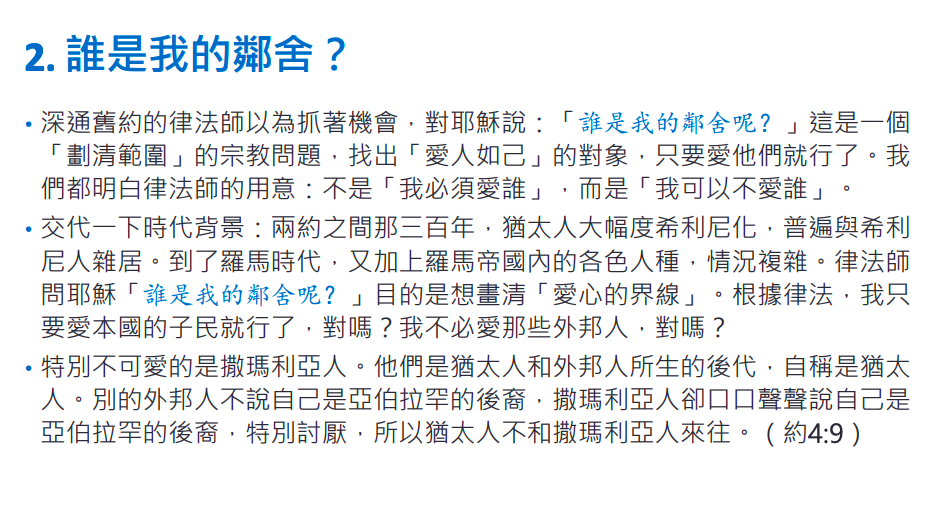 2. 誰是我的鄰舍？
• 深通舊約的律法師以為抓著機會，對耶穌說：「誰是我的鄰舍呢？」這是一個
「劃清範圍」的宗教問題，找出「愛人如己」的對象，只要愛他們就行了。我
們都明白律法師的用意：不是「我必須愛誰」，而是「我可以不愛誰」。
• 交代一下時代背景：兩約之間那三百年，猶太人大幅度希利尼化，普遍與希利
尼人雜居。到了羅馬時代，又加上羅馬帝國內的各色人種，情況複雜。律法師
問耶穌「誰是我的鄰舍呢？」目的是想畫清「愛心的界線」。根據律法，我只
要愛本國的子民就行了，對嗎？我不必愛那些外邦人，對嗎？
• 特別不可愛的是撒瑪利亞人。他們是猶太人和外邦人所生的後代，自稱是猶太
人。別的外邦人不說自己是亞伯拉罕的後裔，撒瑪利亞人卻口口聲聲說自己是
亞伯拉罕的後裔，特別討厭，所以猶太人不和撒瑪利亞人來往。（約4:9）